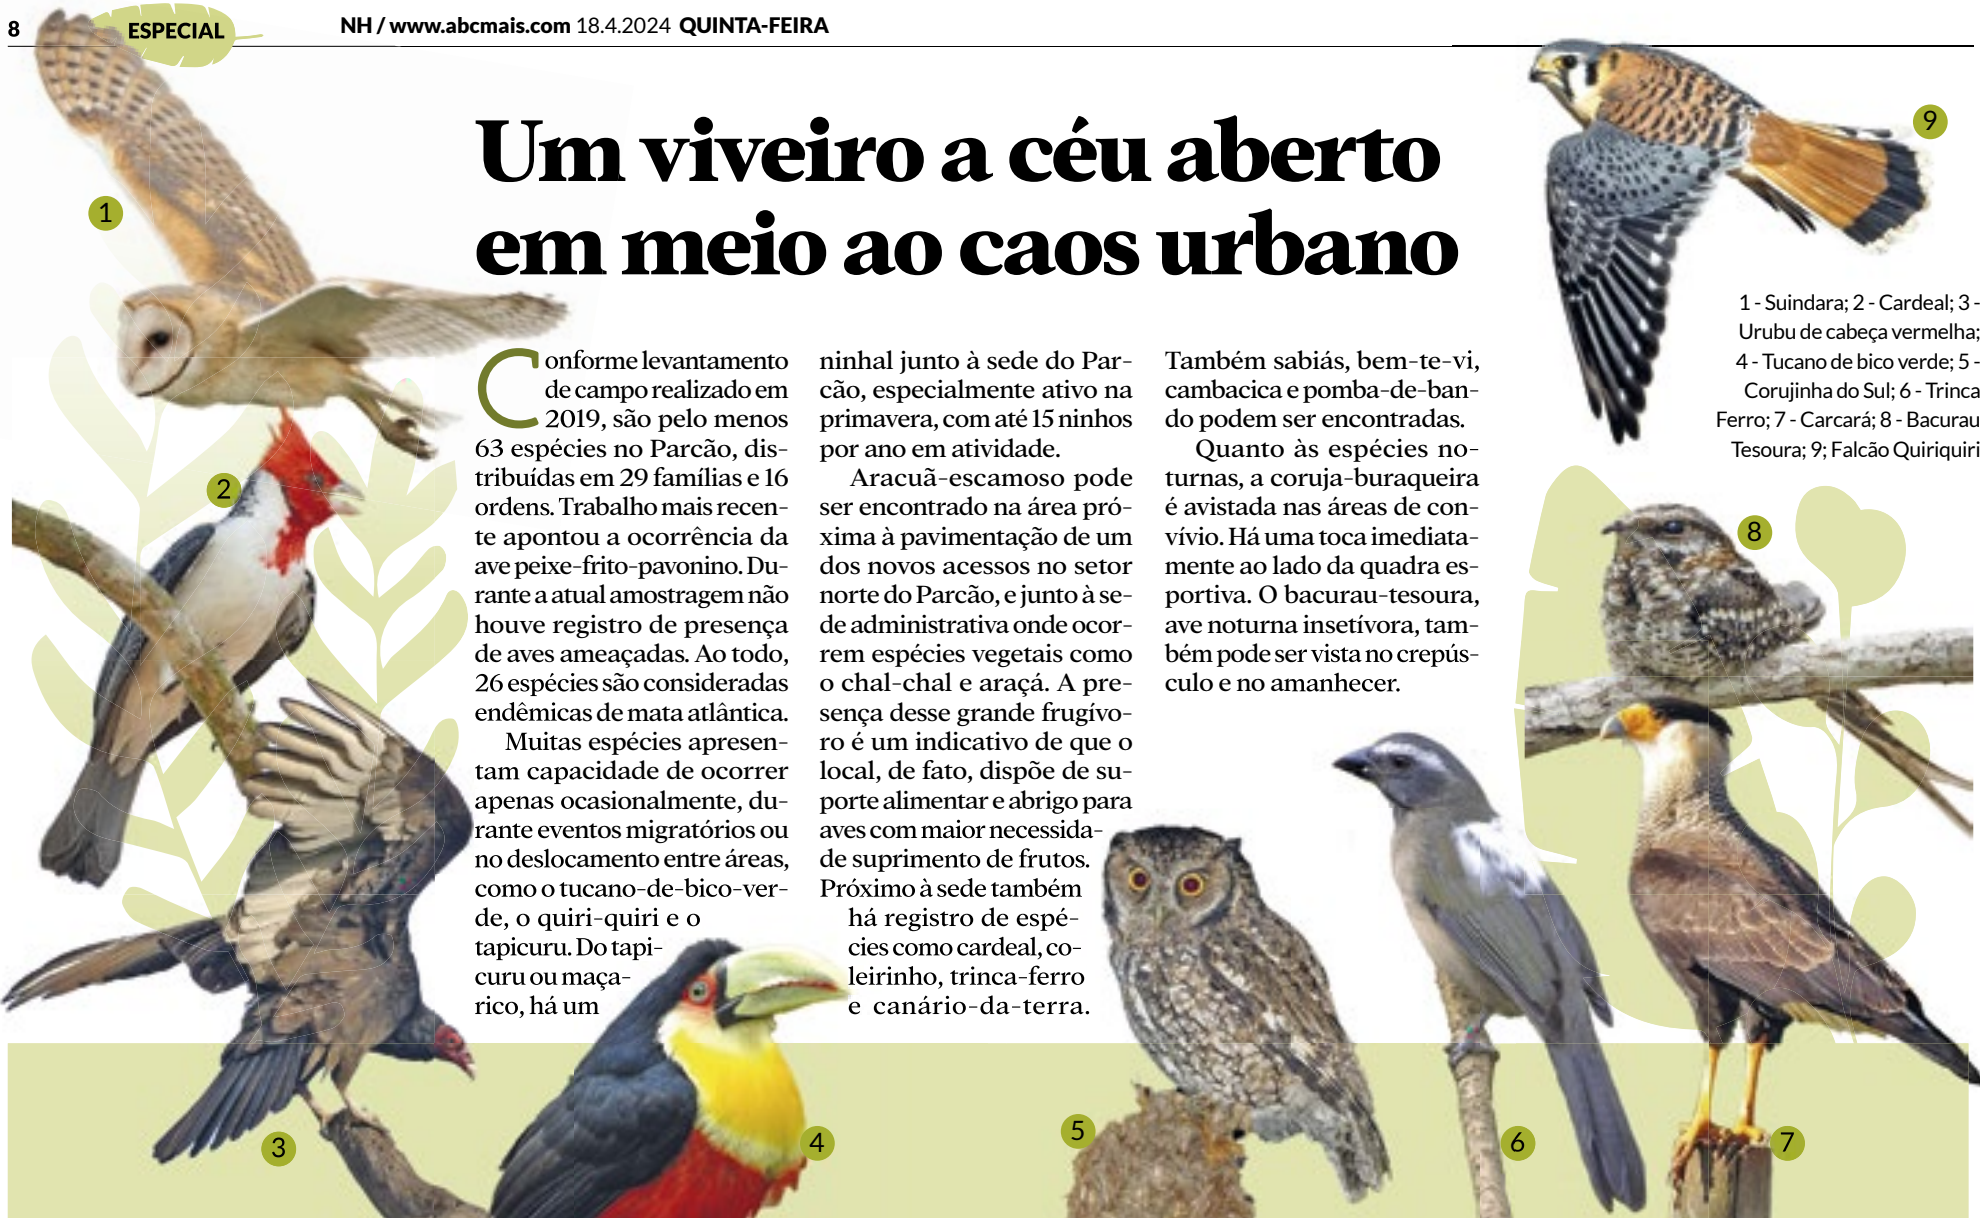 8
ESPECIAL
NH / www.abcmais.com 18.4.2024 QUINTA-FEIRA
Um viveiro a céu aberto
em meio ao caos urbano
Conforme levantamento
de campo realizado em
2019, são pelo menos
63 espécies no Parcão, dis-
tribuídas em 29 famílias e 16
ordens. Trabalho mais recen-
te apontou a ocorrência da
ave peixe-frito-pavonino. Du-
rante a atual amostragem não
houve registro de presença
de aves ameaçadas. Ao todo,
26 espécies são consideradas
endêmicas de mata atlântica.
Muitas espécies apresen-
tam capacidade de ocorrer
apenas ocasionalmente, du-
rante eventos migratórios ou
no deslocamento entre áreas,
como o tucano-de-bico-ver-
de, o quiri-quiri e o
tapicuru. Do tapi-
curu ou maça-
rico, há um
ninhal junto à sede do Par-
cão, especialmente ativo na
primavera, com até 15 ninhos
por ano em atividade.
Aracuã-escamoso pode
ser encontrado na área pró-
xima à pavimentação de um
dos novos acessos no setor
norte do Parcão, e junto à se-
de administrativa onde ocor-
rem espécies vegetais como
o chal-chal e araçá. A pre-
sença desse grande frugívo-
ro é um indicativo de que o
local, de fato, dispõe de su-
porte alimentar e abrigo para
aves com maior necessida-
de suprimento de frutos.
Próximo à sede também
há registro de espé-
cies como cardeal, co-
leirinho, trinca-ferro
e canário-da-terra.
Também sabiás, bem-te-vi,
cambacica e pomba-de-ban-
do podem ser encontradas.
Quanto às espécies no-
turnas, a coruja-buraqueira
é avistada nas áreas de con-
vívio. Há uma toca imediata-
mente ao lado da quadra es-
portiva. O bacurau-tesoura,
ave noturna insetívora, tam-
bém pode ser vista no crepús-
culo e no amanhecer.
1 - Suindara; 2 - Cardeal; 3 -
Urubu de cabeça vermelha;
4 - Tucano de bico verde; 5 -
Corujinha do Sul; 6 - Trinca
Ferro; 7 - Carcará; 8 - Bacurau
Tesoura; 9; Falcão Quiriquiri
1
2
3
4
5
6
7
8
9